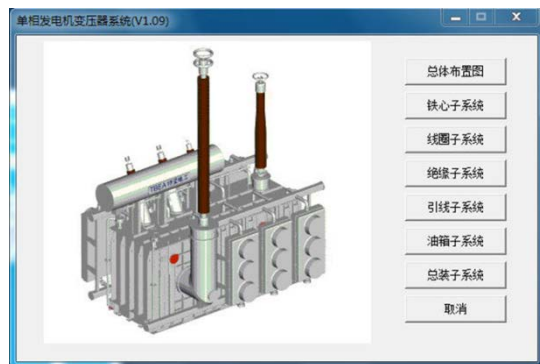 单相发电机变压器系统(V1.09)
总体布置图
铁心子系统
线圈子系统
绝缘子系统
引线子系统
油箱子系统
总装子系统
取消